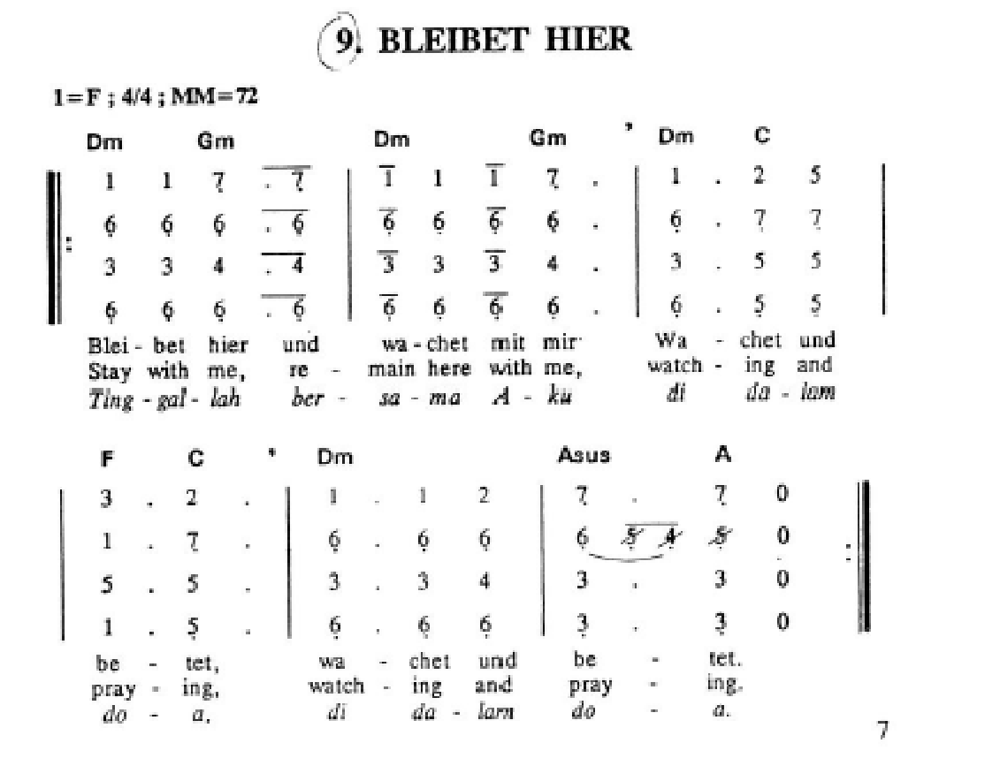 9. BLEIBET HIER
1=F ; 4/4 ; MM=72
Dm Gm Dm Gm ’ Dm C
1 1 7̣ . 7̣ | 1 1 1 7̣ . | 1 . 2 5
6̣ 6̣ 6̣ . 6̣ | 6̣ 6̣ 6̣ 6̣ . | 6̣ . 7̣ 7̣
3 3 4 . 4 | 3 3 3 4 . | 3 . 5 5
6̣ 6̣ 6̣ . 6̣ | 6̣ 6̣ 6̣ 6̣ . | 6̣ . 5̣ 5̣
Blei - bet hier und wa - chet mit mir Wa - chet und
Stay with me, re - main here with me, watch - ing and
Ting - gal - lah ber - sa - ma A - ku di da - lam
F C ’ Dm Asus A
3 . 2 . | 1 . 1 2 | 7̣ . 7̣ 0
1 . 7̣ . | 6̣ . 6̣ 6̣ | 6̣ 5̸ 4̸ 5̸ 0
5 . 5 . | 3 . 3 4 | 3 . 3 0
1 . 5̣ . | 6̣ . 6̣ 6̣ | 3̣ . 3̣ 0
be - tet, wa - chet und be - tet.
pray - ing, watch - ing and pray - ing.
do - a. di da - lam do - a.
7